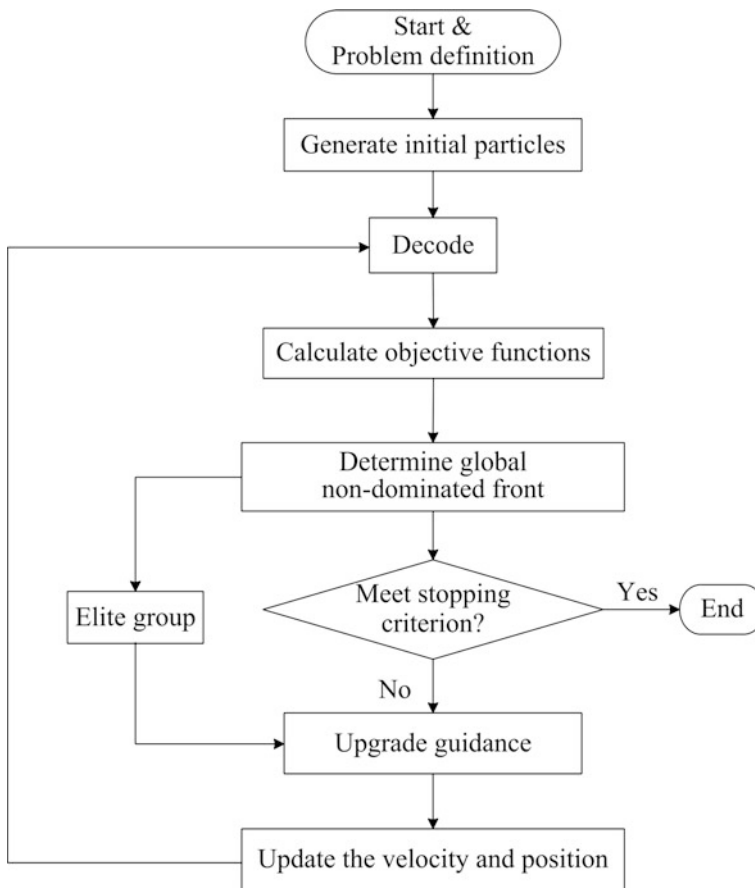 Start &
Problem definition
Generate initial particles
Decode
Calculate objective functions
Determine global
non-dominated front
Meet stopping
criterion?
Yes
End
Elite group
No
Upgrade guidance
Update the velocity and position